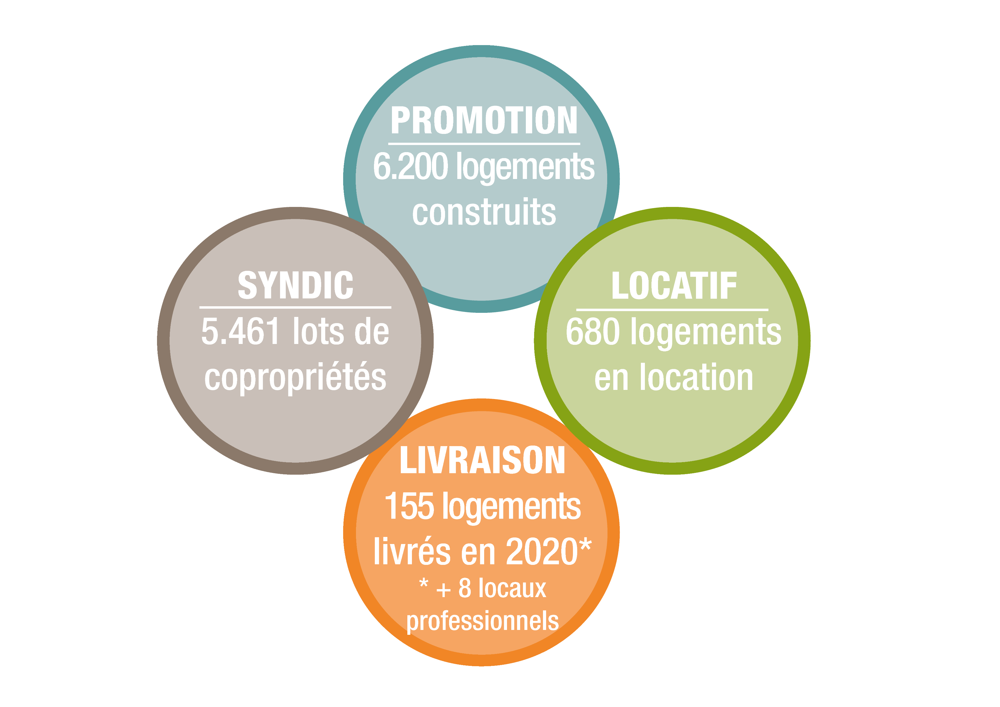 PROMOTION
6.200 logements
construits
SYNDIC
5.461 lots de
copropriétés
LOCATIF
680 logements
en location
LIVRAISON
155 logements
livrés en 2020*
* + 8 locaux
professionnels